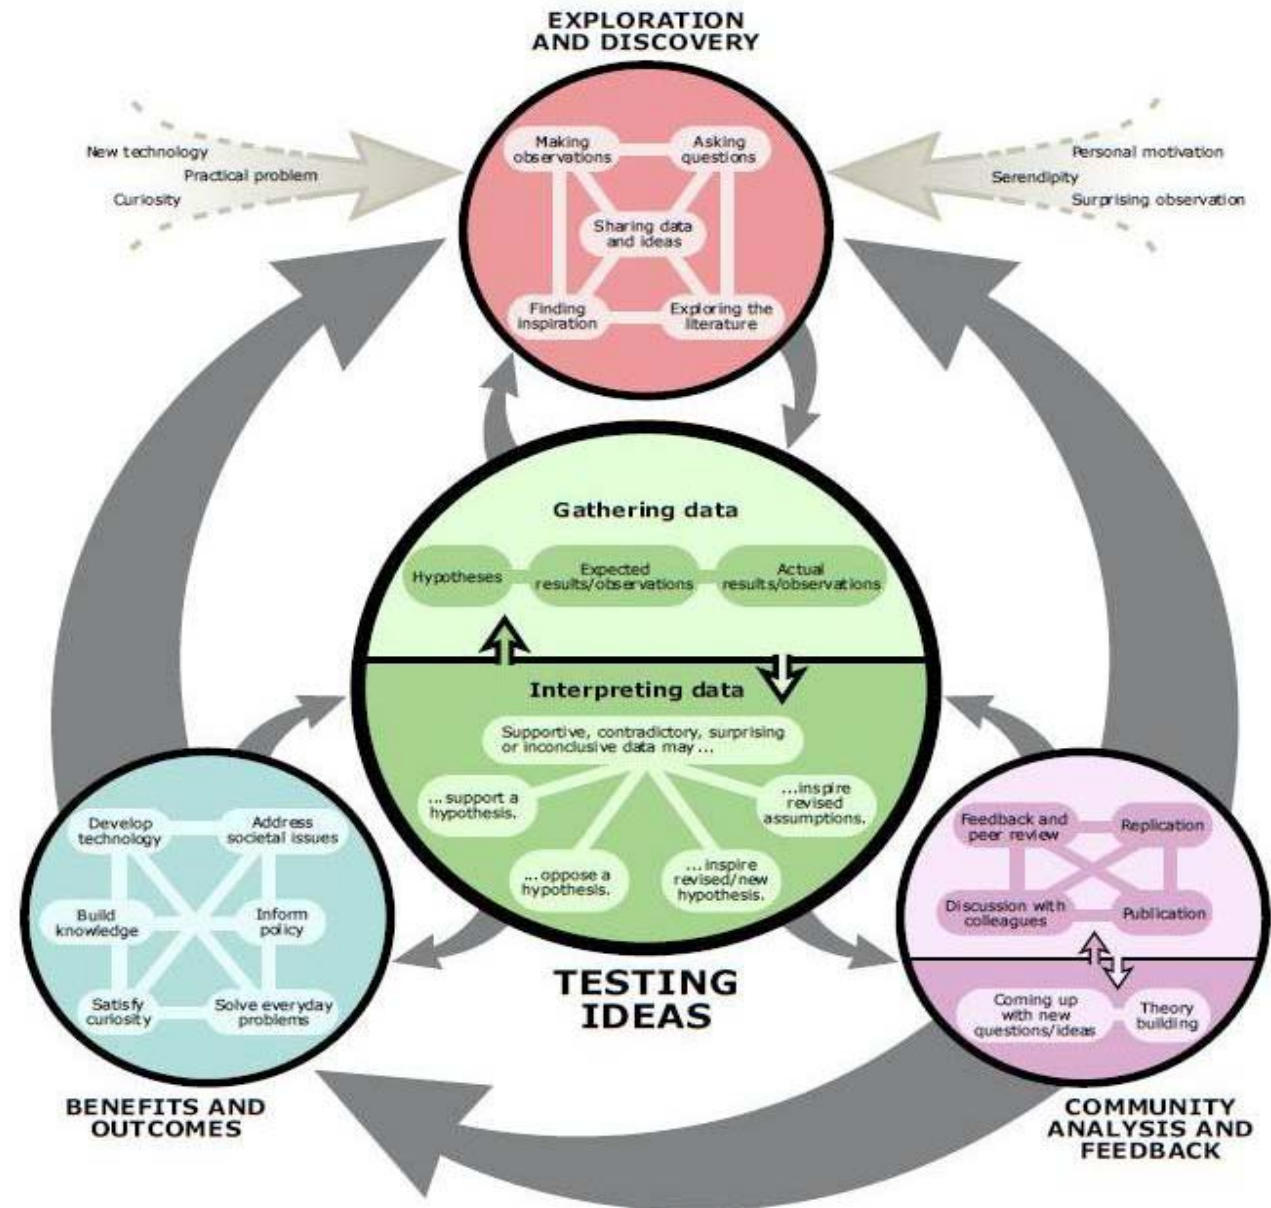 EXPLORATION
AND DISCOVERY
New technology
Practical problem
Curiosity
Personal motivation
Serendipity
Surprising observation
Making
observations
Asking
questions
Sharing data
and ideas
Finding
inspiration
Exploring the
literature
Gathering data
Hypotheses
Expected
results/observations
Actual
results/observations
Interpreting data
Supportive, contradictory, surprising
or inconclusive data may ...
...support a
hypothesis.
...oppose a
hypothesis.
...inspire
revised/new
hypothesis.
...inspire
revised
assumptions.
TESTING
IDEAS
Develop
technology
Address
societal issues
Build
knowledge
Inform
policy
Satisfy
curiosity
Solve everyday
problems
BENEFITS AND
OUTCOMES
Feedback and
peer review
Replication
Discussion with
colleagues
Publication
Coming up
with new
questions/ideas
Theory
building
COMMUNITY
ANALYSIS AND
FEEDBACK